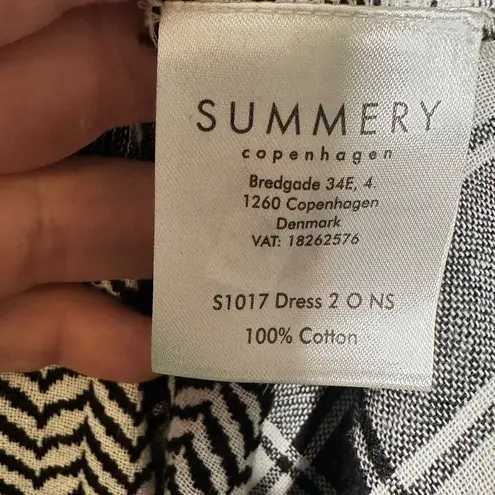 SUMMERY
copenhagen
Bredgade 34E, 4.
1260 Copenhagen
Denmark
VAT: 18262576
S1017 Dress 2 O NS
100% Cotton